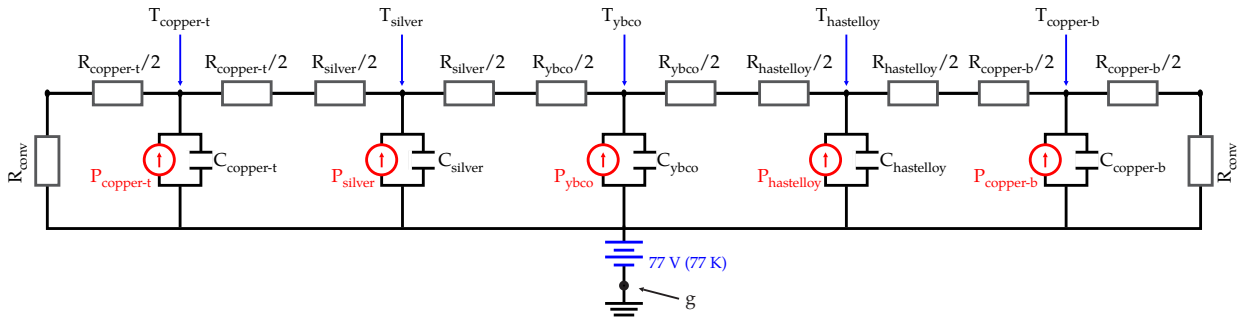 T_copper-t T_silver T_ybco T_hastelloy T_copper-b
R_copper-t/2 R_copper-t/2 R_silver/2 R_silver/2 R_ybco/2 R_ybco/2 R_hastelloy/2 R_hastelloy/2 R_copper-b/2 R_copper-b/2
R_conv P_copper-t C_copper-t P_silver C_silver P_ybco C_ybco P_hastelloy C_hastelloy P_copper-b C_copper-b R_conv
77 V (77 K)
g